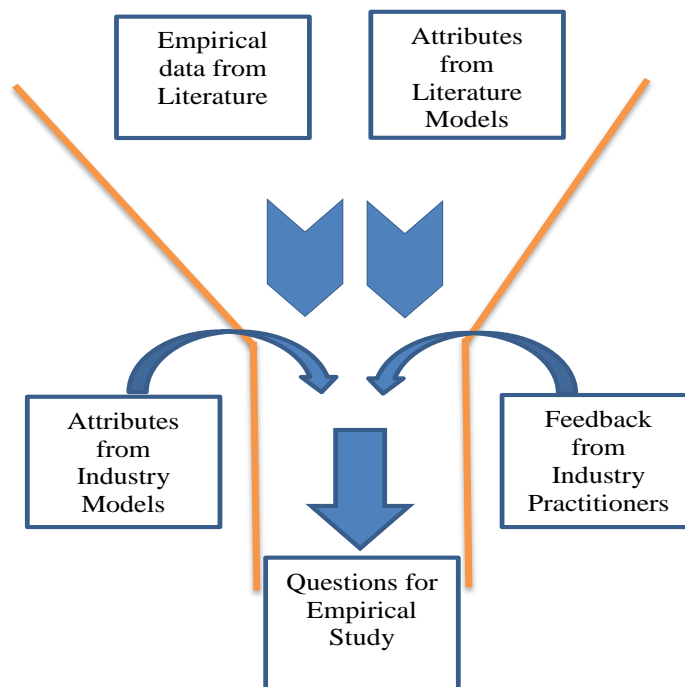 Empirical
data from
Literature
Attributes
from
Literature
Models
Attributes
from
Industry
Models
Feedback
from
Industry
Practitioners
Questions for
Empirical
Study